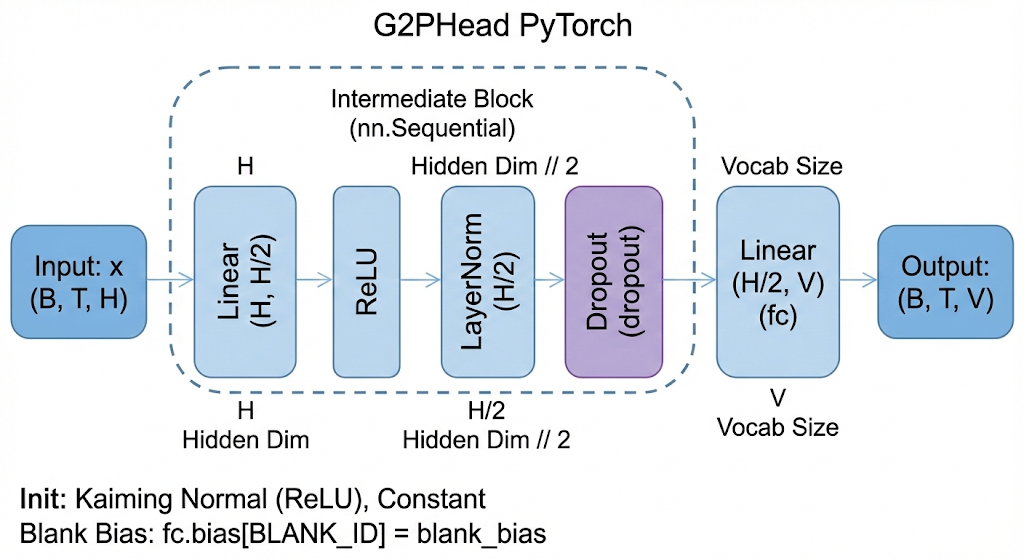 G2PHead PyTorch
Intermediate Block
(nn.Sequential)
H
Hidden Dim // 2
Vocab Size
Input: x
(B, T, H)
Linear
(H, H/2)
ReLU
LayerNorm
(H/2)
Dropout
(dropout)
Linear
(H/2, V)
(fc)
Output:
(B, T, V)
H
Hidden Dim
H/2
Hidden Dim // 2
V
Vocab Size
Init: Kaiming Normal (ReLU), Constant
Blank Bias: fc.bias[BLANK_ID] = blank_bias